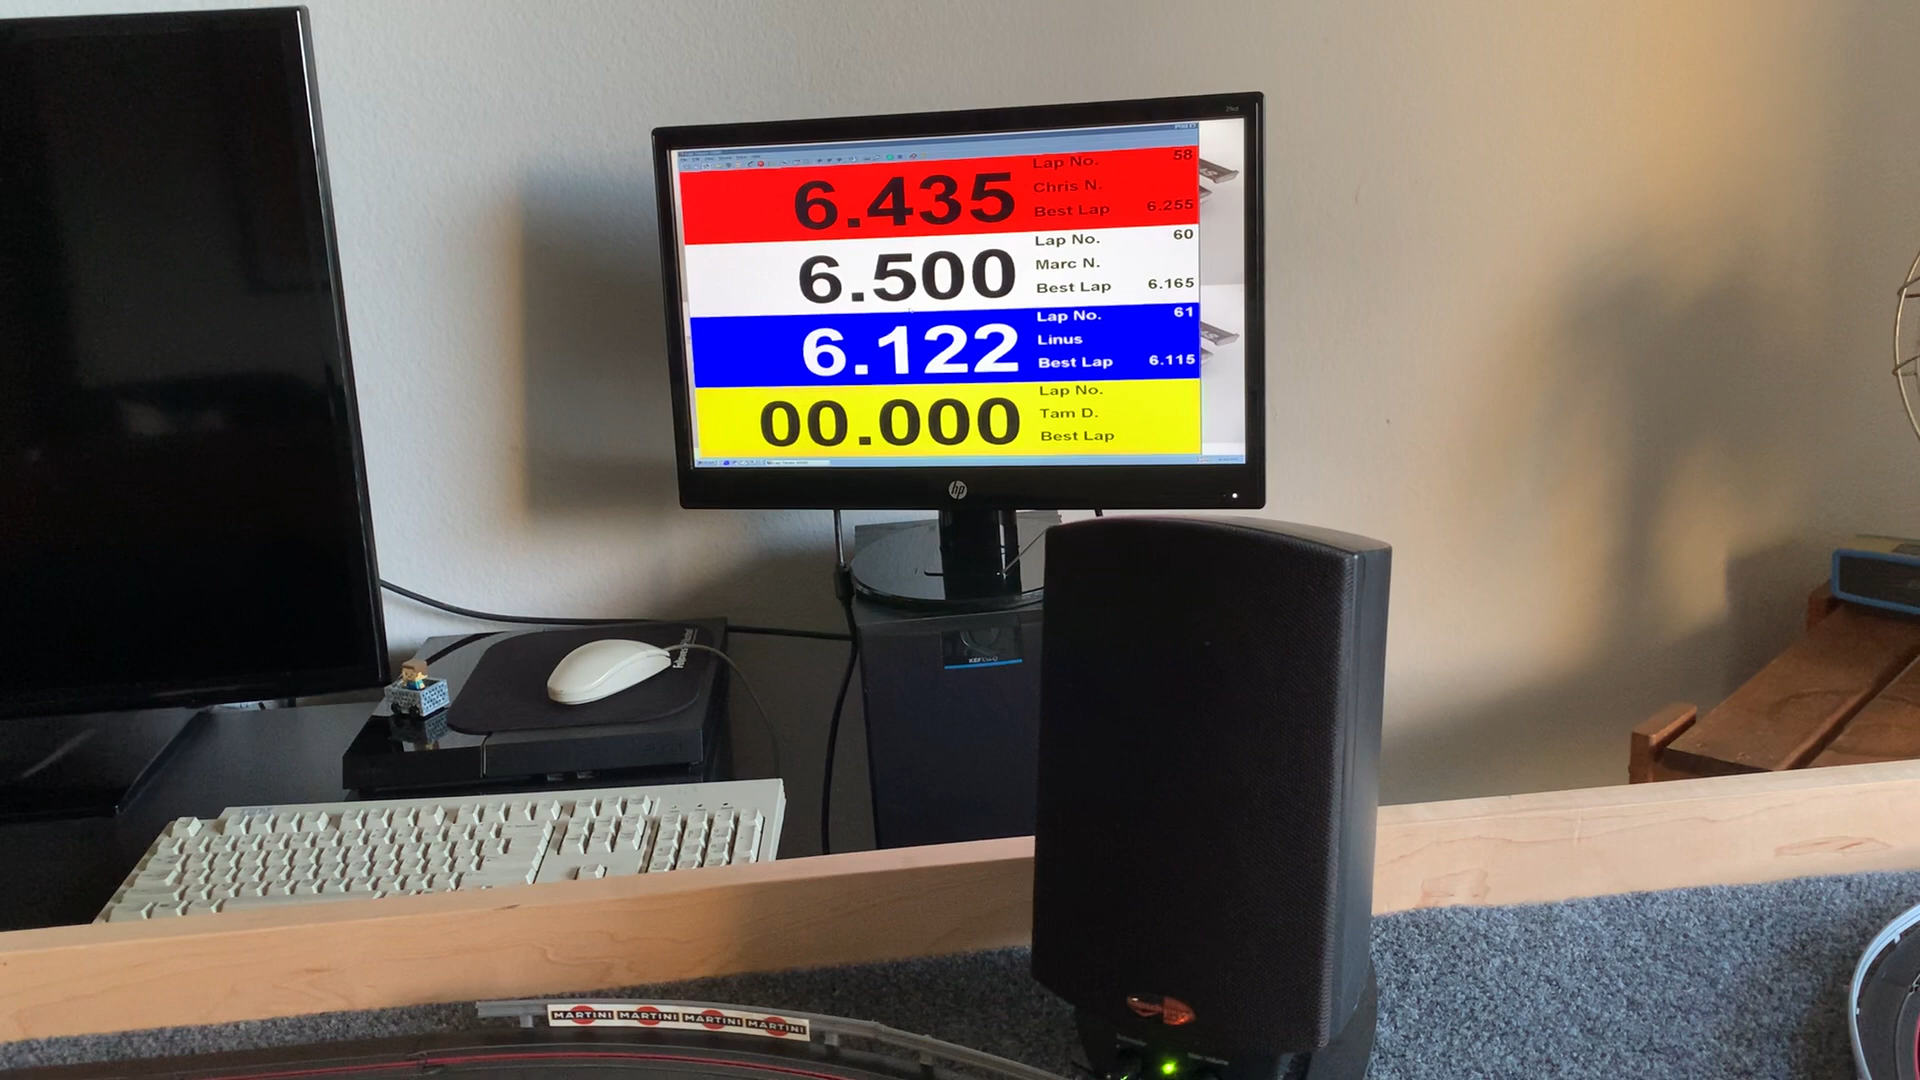 Lap No. 58
6.435
Chris N.
Best Lap 6.255
Lap No. 60
6.500
Marc N.
Best Lap 6.165
Lap No. 61
6.122
Linus
Best Lap 6.115
Lap No.
00.000
Tam D.
Best Lap
hp
MARTINI MARTINI MARTINI MARTINI